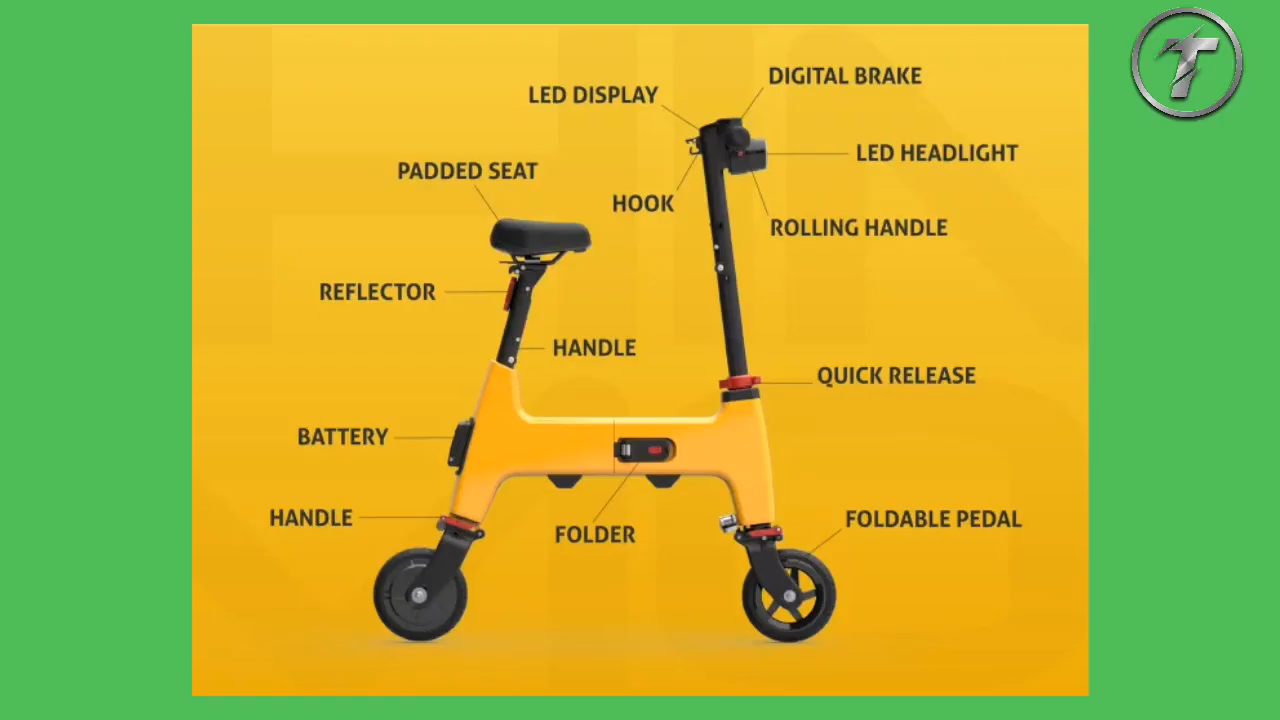 DIGITAL BRAKE
LED DISPLAY
LED HEADLIGHT
PADDED SEAT
HOOK
ROLLING HANDLE
REFLECTOR
HANDLE
QUICK RELEASE
BATTERY
HANDLE
FOLDER
FOLDABLE PEDAL
T